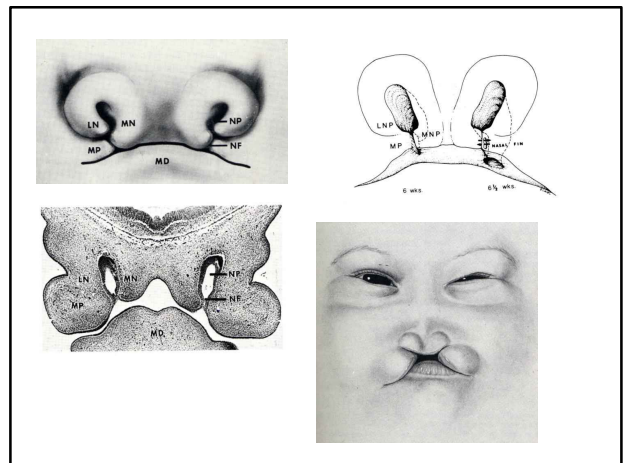 LN MN NP
MP NF
MD
LNP MNP
MP NASAL FIN
6 wks. 6½ wks.
LN MN NP
MP NF
MD